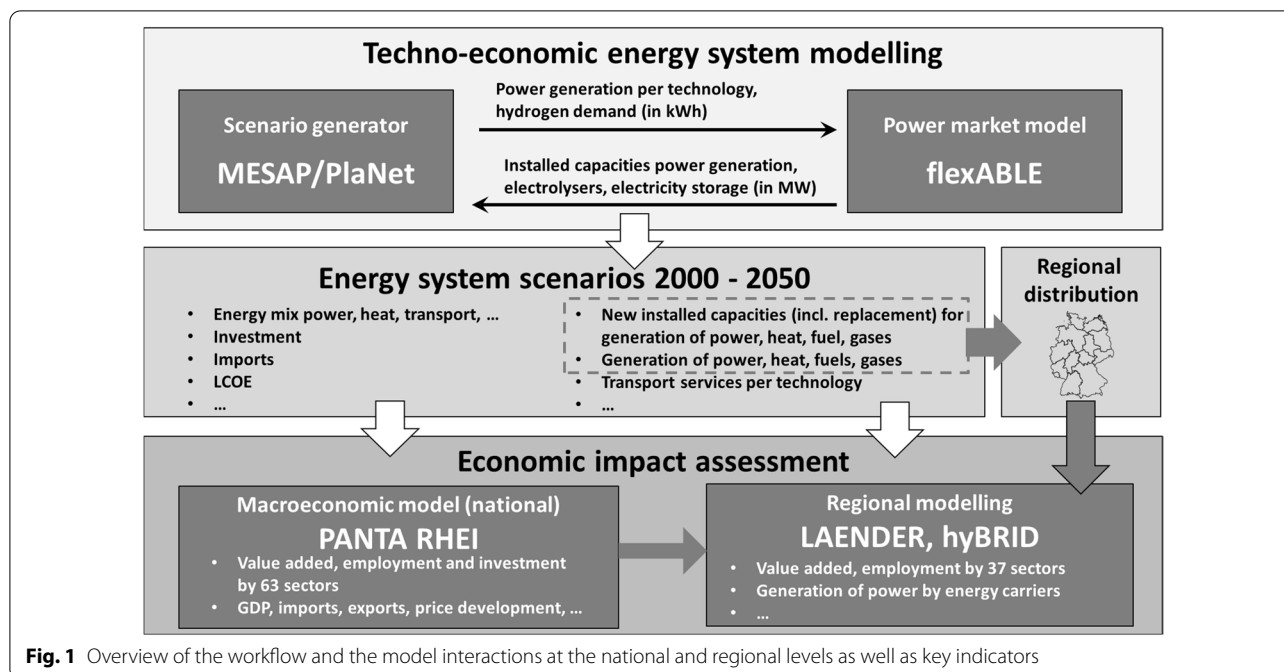 Techno-economic energy system modelling
Scenario generator
MESAP/PlaNet
Power generation per technology,
hydrogen demand (in kWh)
Installed capacities power generation,
electrolysers, electricity storage (in MW)
Power market model
flexABLE
Energy system scenarios 2000 - 2050
• Energy mix power, heat, transport, ...
• Investment
• Imports
• LCOE
• ...
• New installed capacities (incl. replacement) for
generation of power, heat, fuel, gases
• Generation of power, heat, fuels, gases
• Transport services per technology
• ...
Regional
distribution
Economic impact assessment
Macroeconomic model (national)
PANTA RHEI
• Value added, employment and investment
by 63 sectors
• GDP, imports, exports, price development, ...
Regional modelling
LAENDER, hyBRID
• Value added, employment by 37 sectors
• Generation of power by energy carriers
• ...
Fig. 1 Overview of the workflow and the model interactions at the national and regional levels as well as key indicators